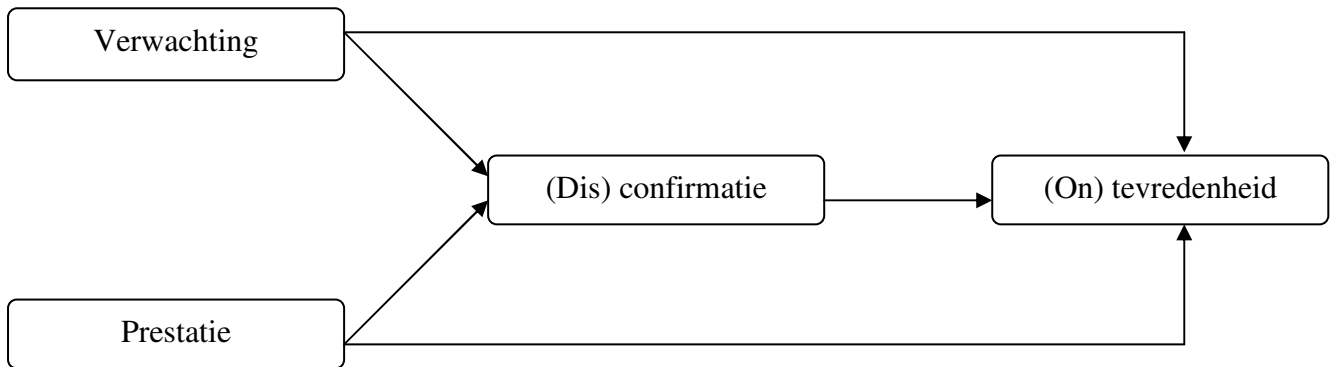 Verwachting
(Dis) confirmatie
(On) tevredenheid
Prestatie